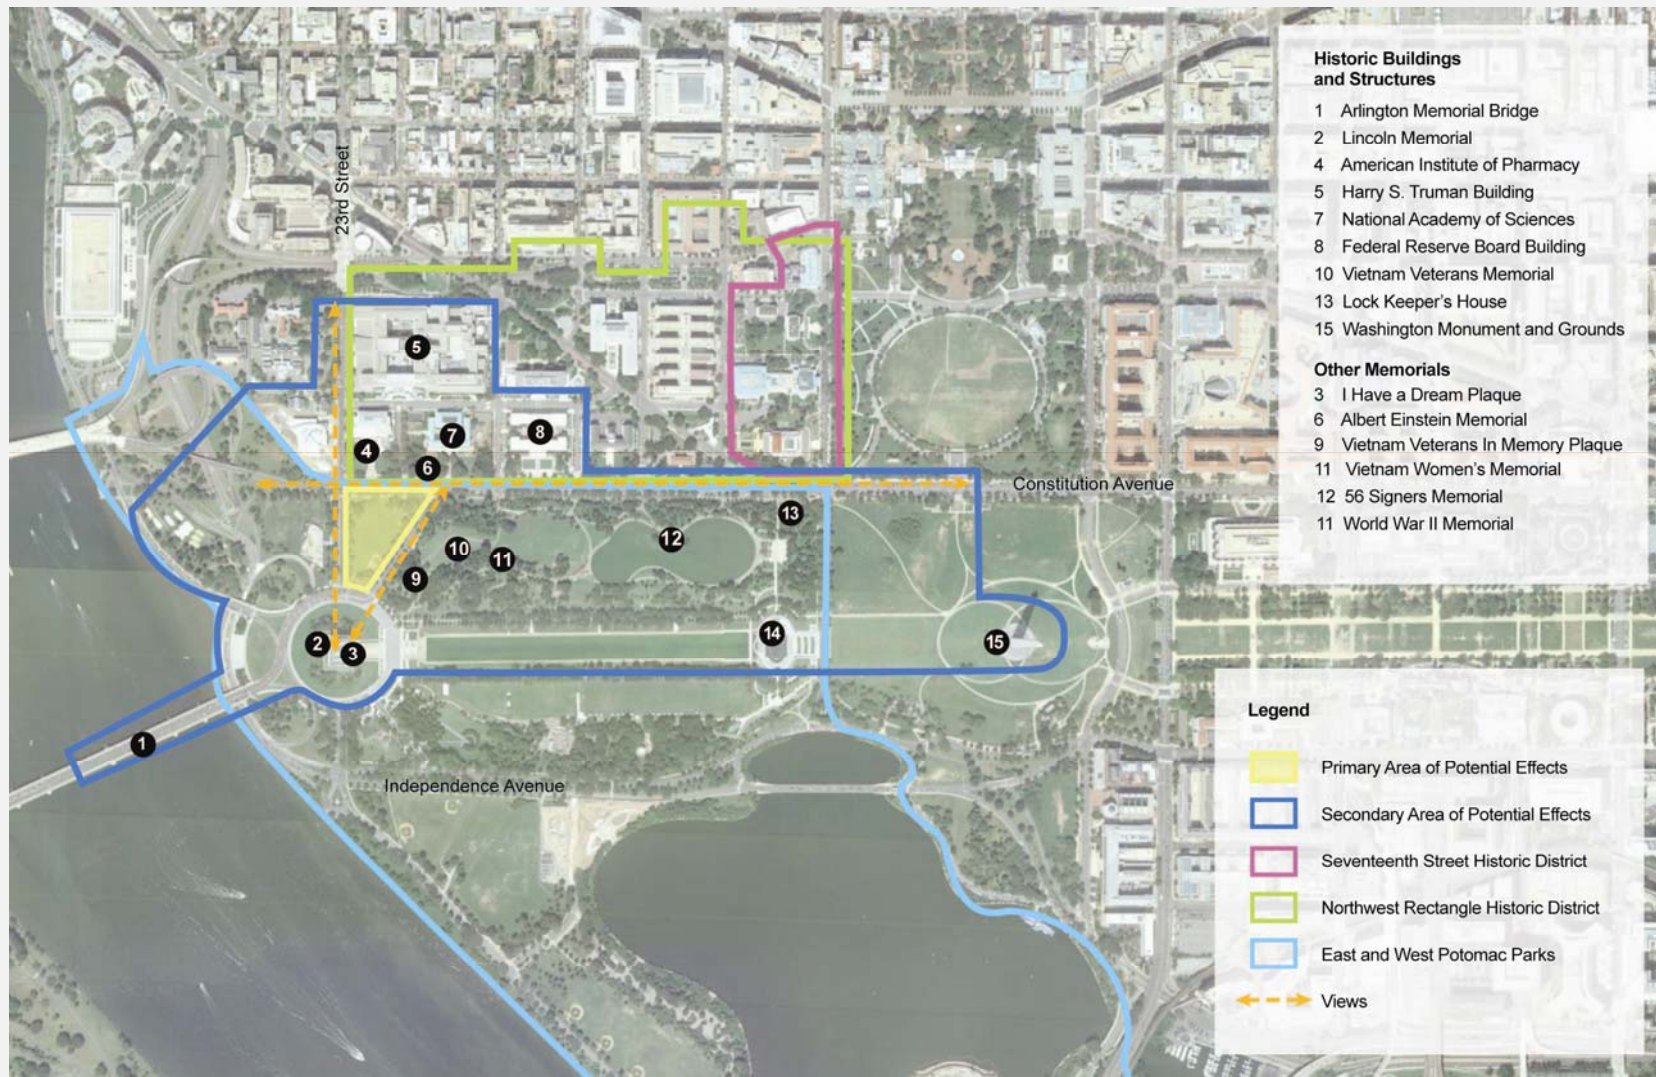 Historic Buildings
and Structures
1 Arlington Memorial Bridge
2 Lincoln Memorial
4 American Institute of Pharmacy
5 Harry S. Truman Building
7 National Academy of Sciences
8 Federal Reserve Board Building
10 Vietnam Veterans Memorial
13 Lock Keeper's House
15 Washington Monument and Grounds
Other Memorials
3 I Have a Dream Plaque
6 Albert Einstein Memorial
9 Vietnam Veterans In Memory Plaque
11 Vietnam Women's Memorial
12 56 Signers Memorial
11 World War II Memorial
23rd Street
5
4
7
8
6
Constitution Avenue
13
12
10
11
9
14
15
2
3
1
Independence Avenue
Legend
Primary Area of Potential Effects
Secondary Area of Potential Effects
Seventeenth Street Historic District
Northwest Rectangle Historic District
East and West Potomac Parks
Views